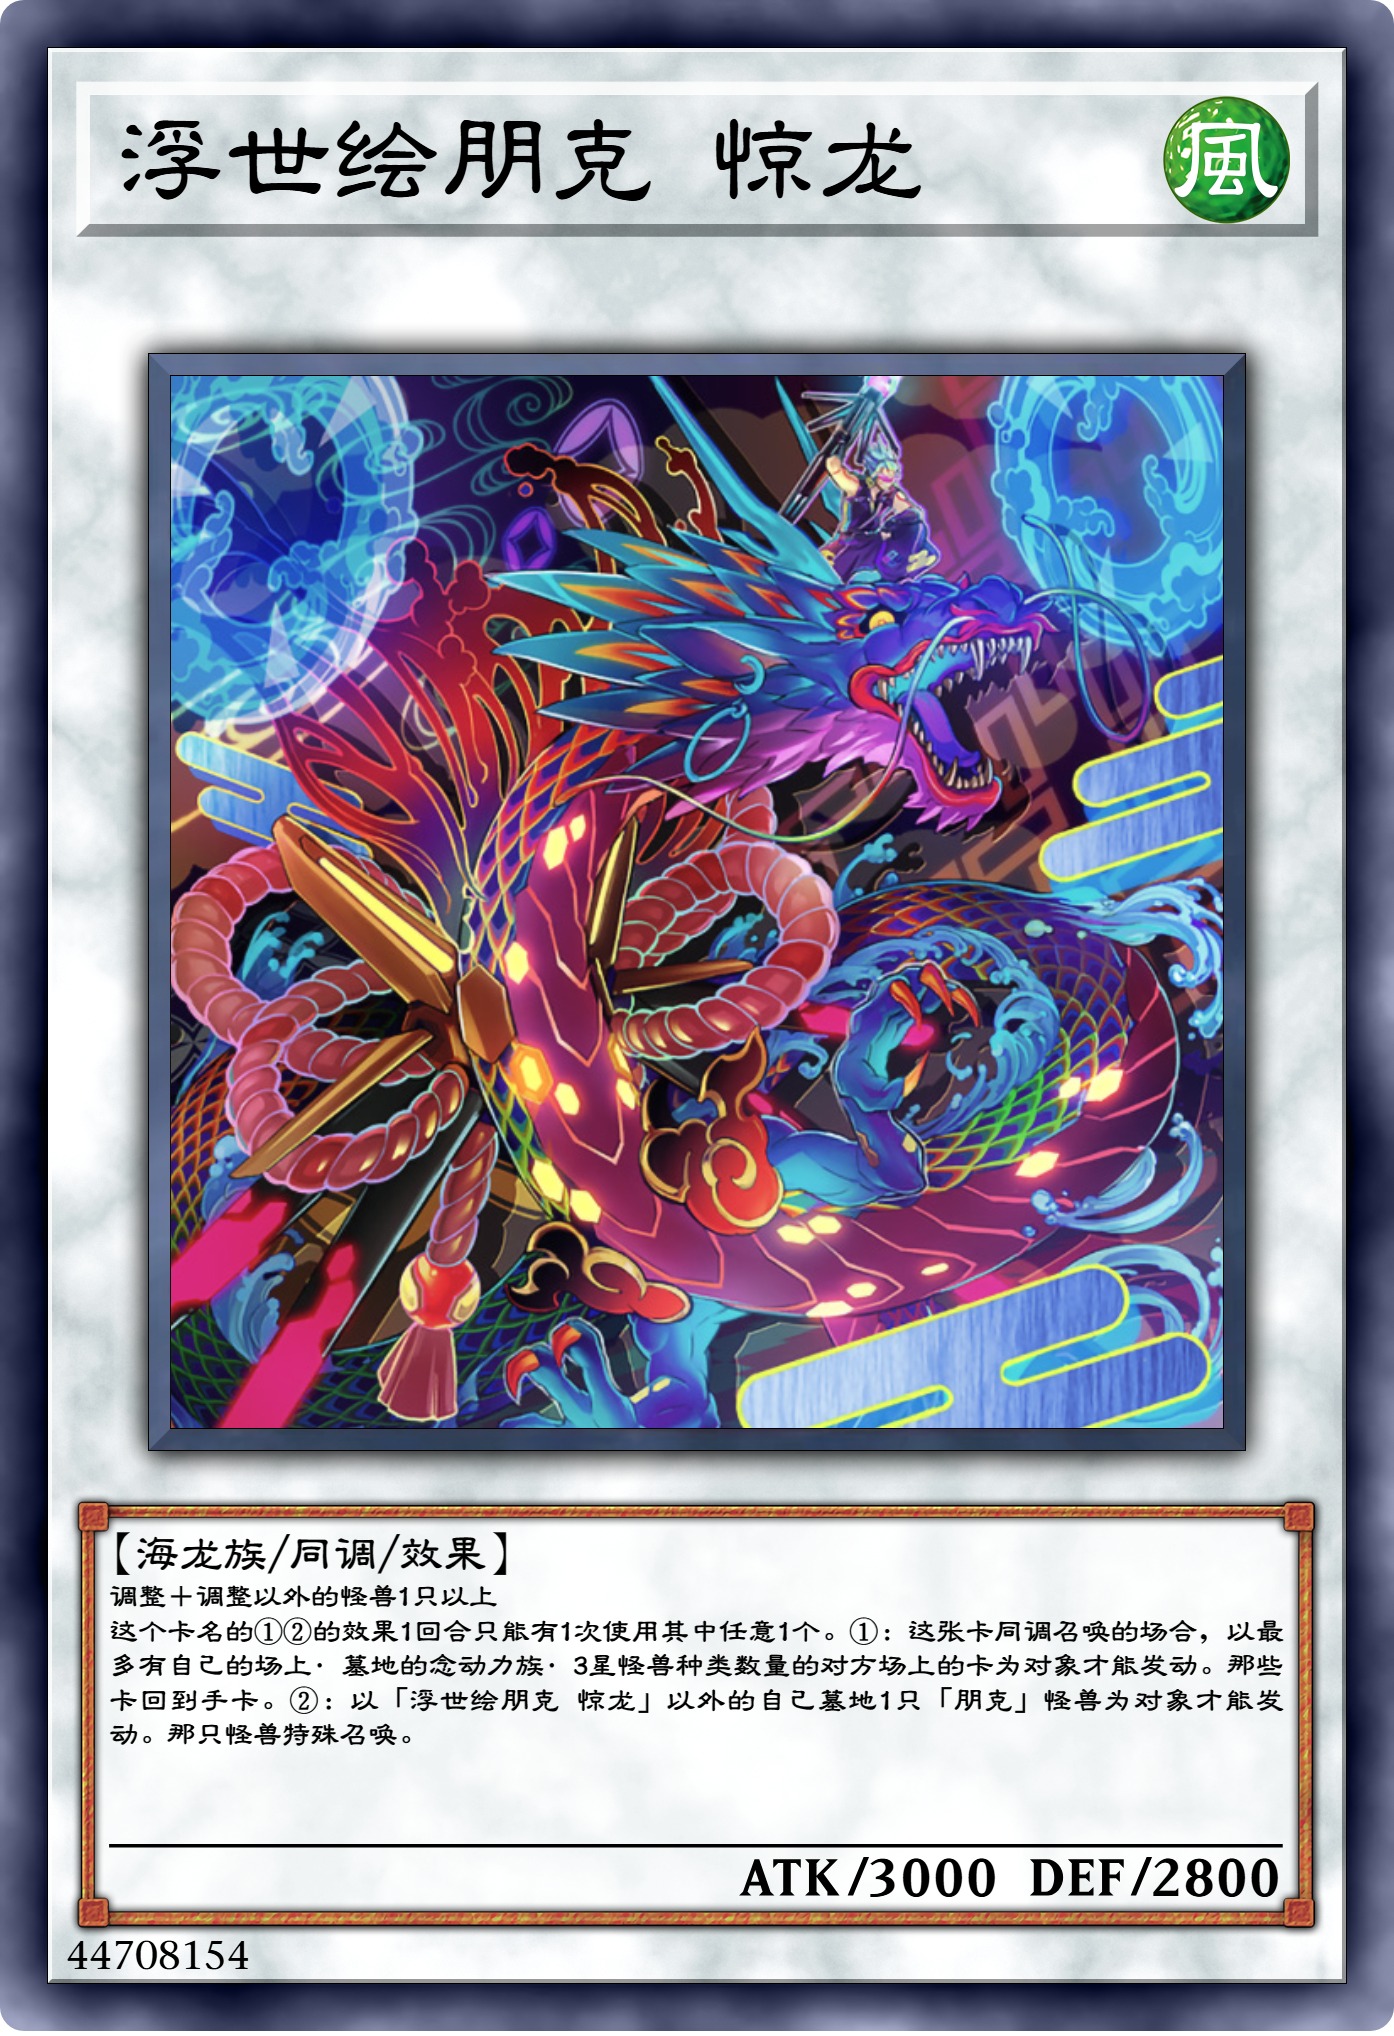 浮世绘朋克 惊龙
風
【海龙族/同调/效果】
调整＋调整以外的怪兽1只以上
这个卡名的①②的效果1回合只能有1次使用其中任意1个。①：这张卡同调召唤的场合，以最
多有自己的场上·墓地的念动力族·3星怪兽种类数量的对方场上的卡为对象才能发动。那些
卡回到手卡。②：以「浮世绘朋克 惊龙」以外的自己墓地1只「朋克」怪兽为对象才能发
动。那只怪兽特殊召唤。
ATK/3000 DEF/2800
44708154